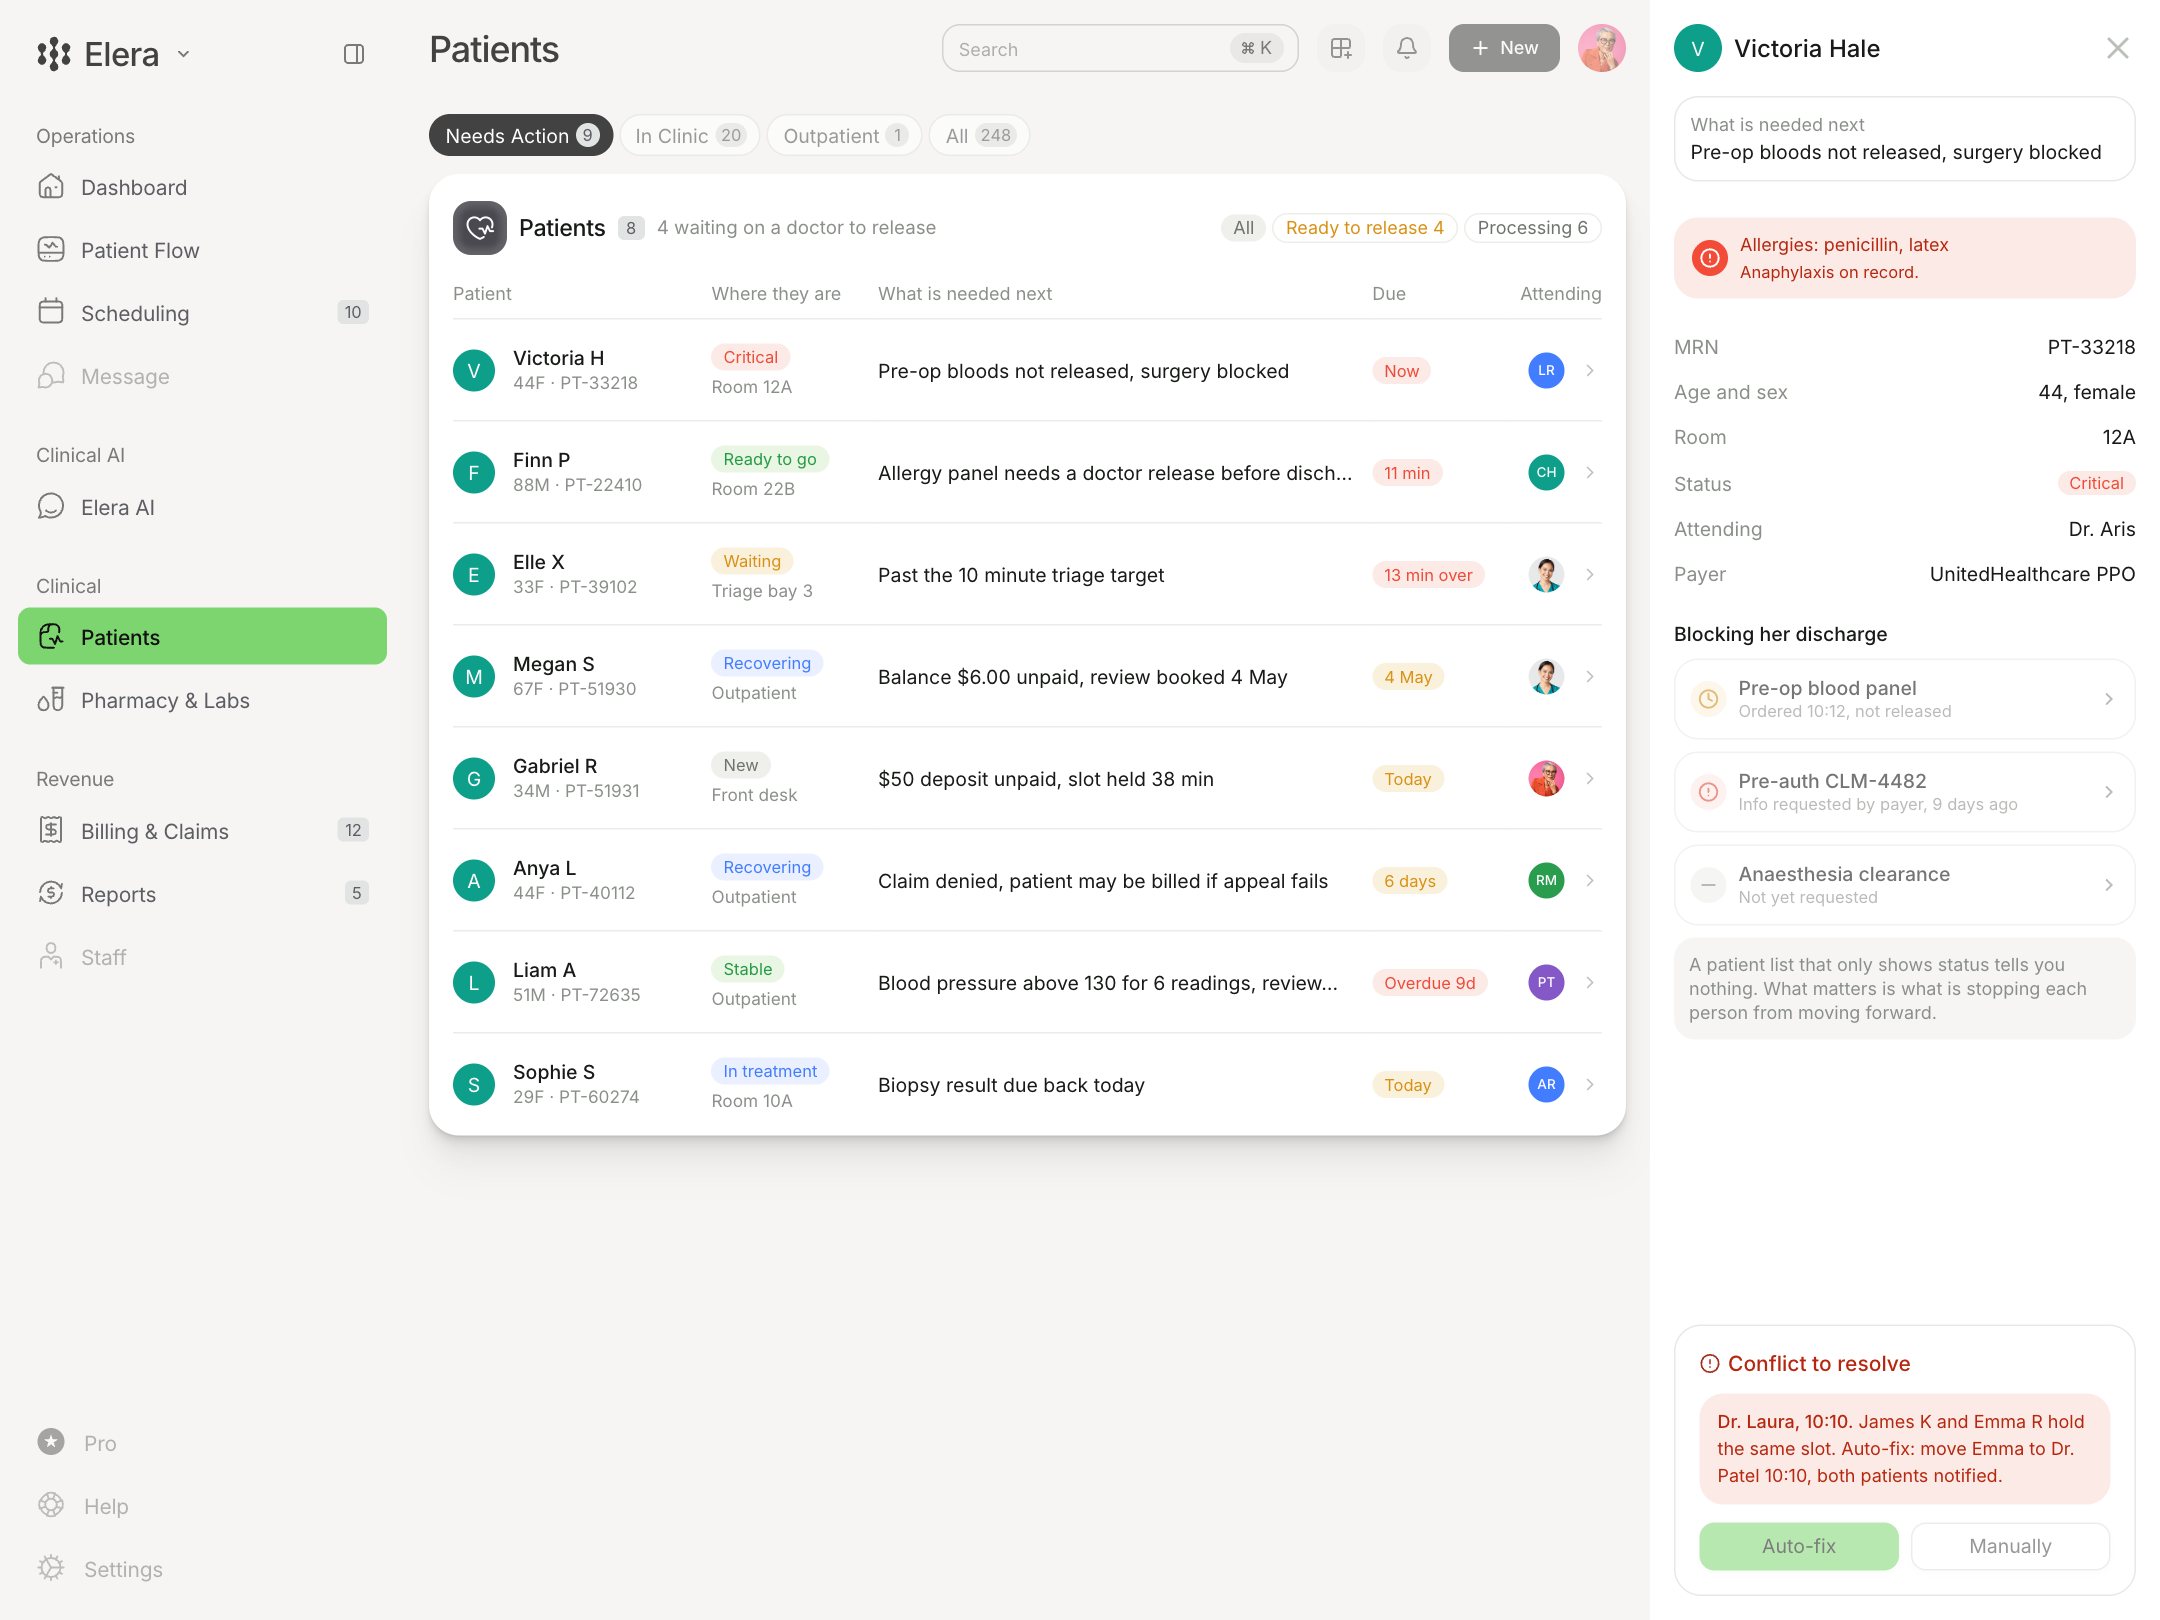 Elera
Operations
Dashboard
Patient Flow
Scheduling 10
Message
Clinical AI
Elera AI
Clinical
Patients
Pharmacy & Labs
Revenue
Billing & Claims 12
Reports 5
Staff
Pro
Help
Settings
Patients
Search ⌘ K
+ New
Needs Action 9
In Clinic 20
Outpatient 1
All 248
Patients 8 4 waiting on a doctor to release
All Ready to release 4 Processing 6
Patient Where they are What is needed next Due Attending
V Victoria H
44F · PT-33218
Critical
Room 12A
Pre-op bloods not released, surgery blocked
Now
LR
F Finn P
88M · PT-22410
Ready to go
Room 22B
Allergy panel needs a doctor release before disch...
11 min
CH
E Elle X
33F · PT-39102
Waiting
Triage bay 3
Past the 10 minute triage target
13 min over
M Megan S
67F · PT-51930
Recovering
Outpatient
Balance $6.00 unpaid, review booked 4 May
4 May
G Gabriel R
34M · PT-51931
New
Front desk
$50 deposit unpaid, slot held 38 min
Today
A Anya L
44F · PT-40112
Recovering
Outpatient
Claim denied, patient may be billed if appeal fails
6 days
RM
L Liam A
51M · PT-72635
Stable
Outpatient
Blood pressure above 130 for 6 readings, review...
Overdue 9d
PT
S Sophie S
29F · PT-60274
In treatment
Room 10A
Biopsy result due back today
Today
AR
V Victoria Hale
What is needed next
Pre-op bloods not released, surgery blocked
Allergies: penicillin, latex
Anaphylaxis on record.
MRN PT-33218
Age and sex 44, female
Room 12A
Status Critical
Attending Dr. Aris
Payer UnitedHealthcare PPO
Blocking her discharge
Pre-op blood panel
Ordered 10:12, not released
Pre-auth CLM-4482
Info requested by payer, 9 days ago
Anaesthesia clearance
Not yet requested
A patient list that only shows status tells you
nothing. What matters is what is stopping each
person from moving forward.
Conflict to resolve
Dr. Laura, 10:10. James K and Emma R hold
the same slot. Auto-fix: move Emma to Dr.
Patel 10:10, both patients notified.
Auto-fix Manually